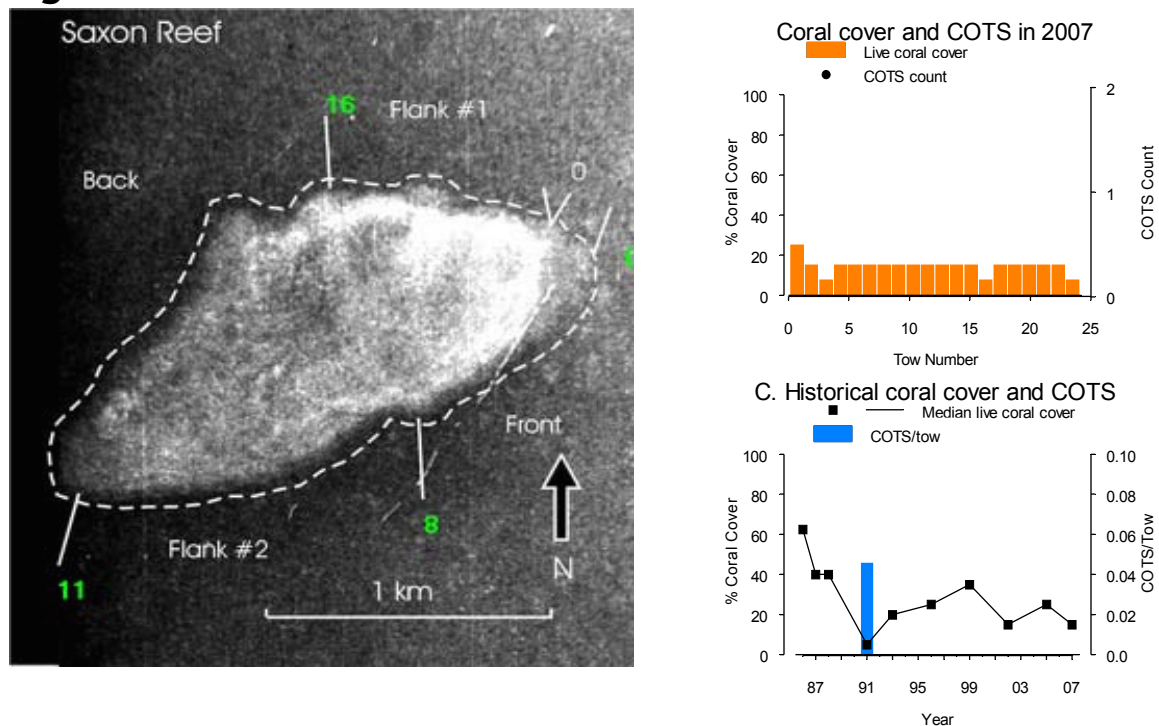 Saxon Reef
16
Flank #1
Back
0
Front
8
Flank #2
11
N
1 km
Coral cover and COTS in 2007
Live coral cover
COTS count
100
80
60
40
20
0
% Coral Cover
2
1
0
COTS Count
0 5 10 15 20 25
Tow Number
C. Historical coral cover and COTS
Median live coral cover
COTS/tow
100
80
60
40
20
0
% Coral Cover
0.10
0.08
0.06
0.04
0.02
0.0
COTS/Tow
87 91 95 99 03 07
Year